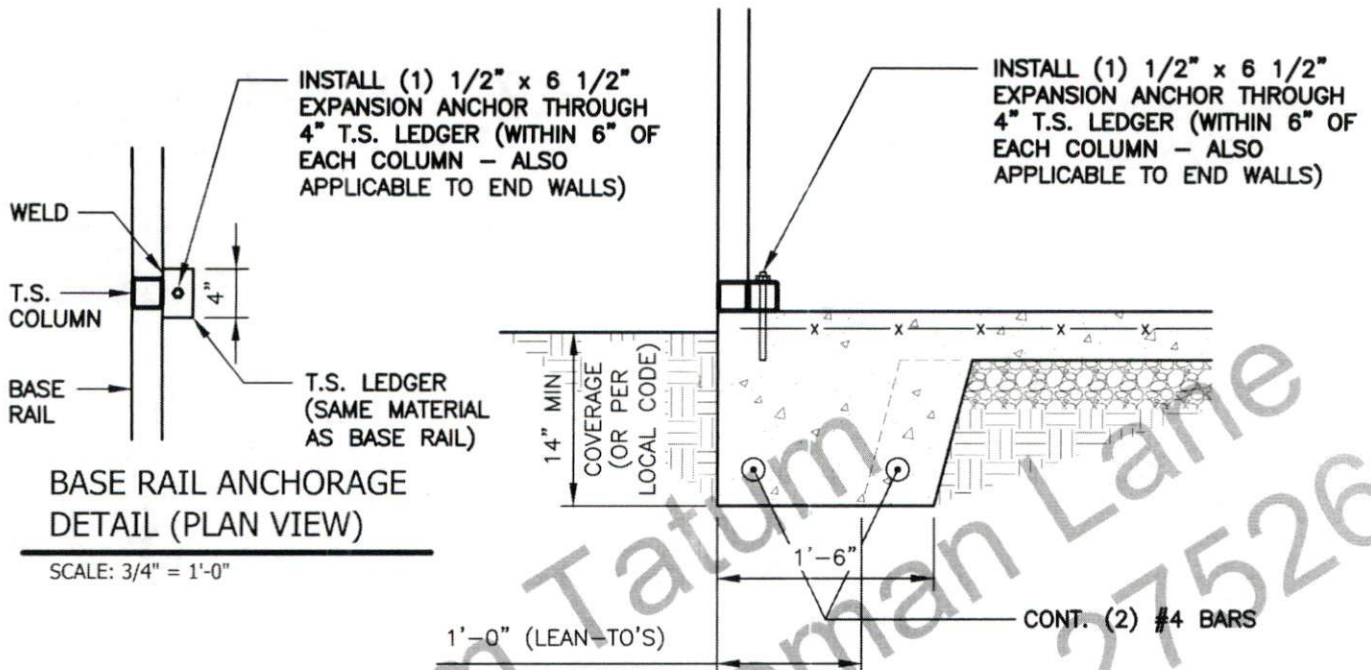 INSTALL (1) 1/2" x 6 1/2"
EXPANSION ANCHOR THROUGH
4" T.S. LEDGER (WITHIN 6" OF
EACH COLUMN – ALSO
APPLICABLE TO END WALLS)
WELD
T.S.
COLUMN
4"
BASE
RAIL
T.S. LEDGER
(SAME MATERIAL
AS BASE RAIL)
BASE RAIL ANCHORAGE
DETAIL (PLAN VIEW)
SCALE: 3/4" = 1'-0"
INSTALL (1) 1/2" x 6 1/2"
EXPANSION ANCHOR THROUGH
4" T.S. LEDGER (WITHIN 6" OF
EACH COLUMN – ALSO
APPLICABLE TO END WALLS)
x x x x x
14" MIN
COVERAGE
(OR PER
LOCAL CODE)
1'-6"
1'-0" (LEAN-TO'S)
CONT. (2) #4 BARS
Tatum
Lane
27526